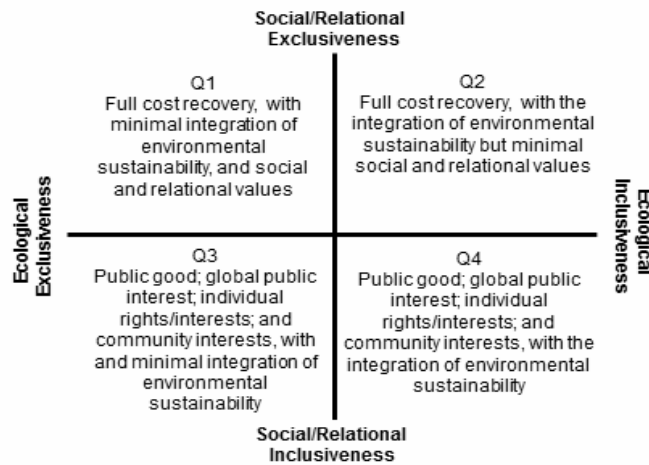 Social/Relational
Exclusiveness
Q1
Full cost recovery, with
minimal integration of
environmental
sustainability, and social
and relational values
Q2
Full cost recovery, with the
integration of environmental
sustainability but minimal
social and relational values
Ecological
Exclusiveness
Ecological
Inclusiveness
Q3
Public good; global public
interest; individual
rights/interests; and
community interests, with
and minimal integration of
environmental
sustainability
Q4
Public good; global public
interest; individual
rights/interests; and
community interests, with the
integration of environmental
sustainability
Social/Relational
Inclusiveness